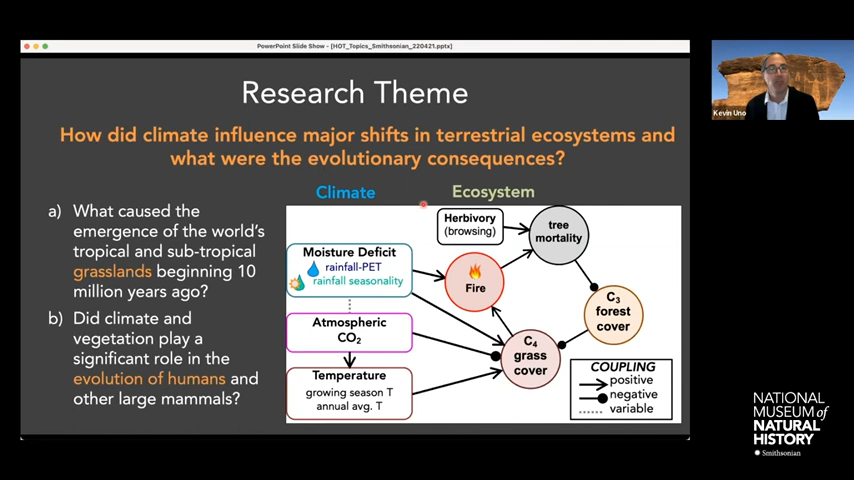 PowerPoint Slide Show - [HOT_Topics_Smithsonian_220421.pptx]
Research Theme
How did climate influence major shifts in terrestrial ecosystems and
what were the evolutionary consequences?
a) What caused the
emergence of the world's
tropical and sub-tropical
grasslands beginning 10
million years ago?
b) Did climate and
vegetation play a
significant role in the
evolution of humans and
other large mammals?
Climate
Ecosystem
Herbivory
(browsing)
tree
mortality
Moisture Deficit
rainfall-PET
rainfall seasonality
Fire
C3
forest
cover
Atmospheric
CO2
C4
grass
cover
Temperature
growing season T
annual avg. T
COUPLING
positive
negative
variable
Kevin Uno
NATIONAL
MUSEUM of
NATURAL
HISTORY
Smithsonian